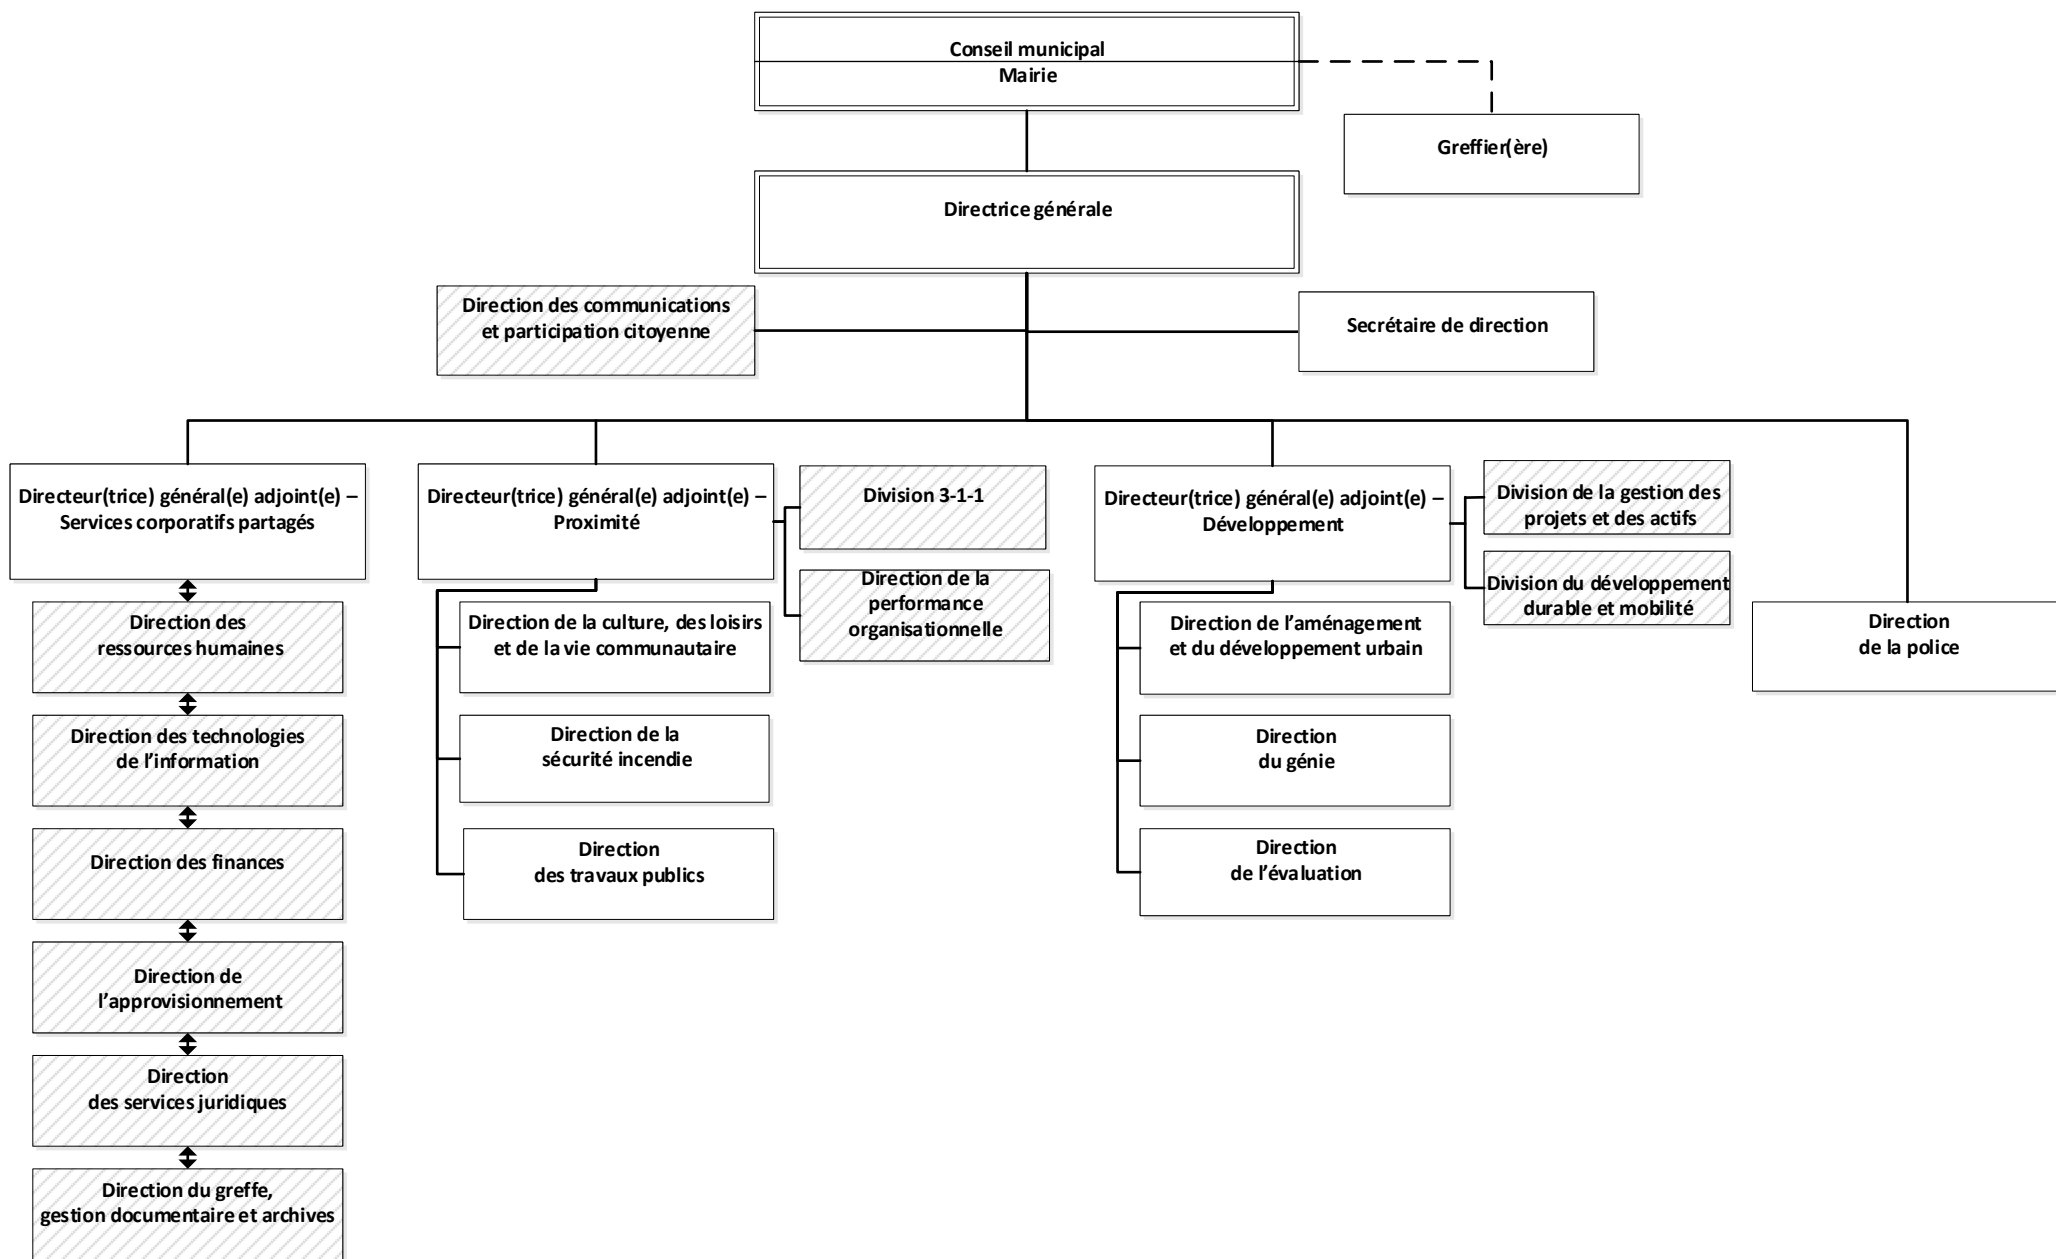 Conseil municipal
Mairie
Greffier(ère)
Directrice générale
Direction des communications
et participation citoyenne
Secrétaire de direction
Directeur(trice) général(e) adjoint(e) –
Services corporatifs partagés
Directeur(trice) général(e) adjoint(e) –
Proximité
Division 3-1-1
Direction de la
performance
organisationnelle
Directeur(trice) général(e) adjoint(e) –
Développement
Division de la gestion des
projets et des actifs
Division du développement
durable et mobilité
Direction des
ressources humaines
Direction des technologies
de l’information
Direction des finances
Direction de
l’approvisionnement
Direction
des services juridiques
Direction du greffe,
gestion documentaire et archives
Direction de la culture, des loisirs
et de la vie communautaire
Direction de la
sécurité incendie
Direction
des travaux publics
Direction de l’aménagement
et du développement urbain
Direction
du génie
Direction
de l’évaluation
Direction
de la police